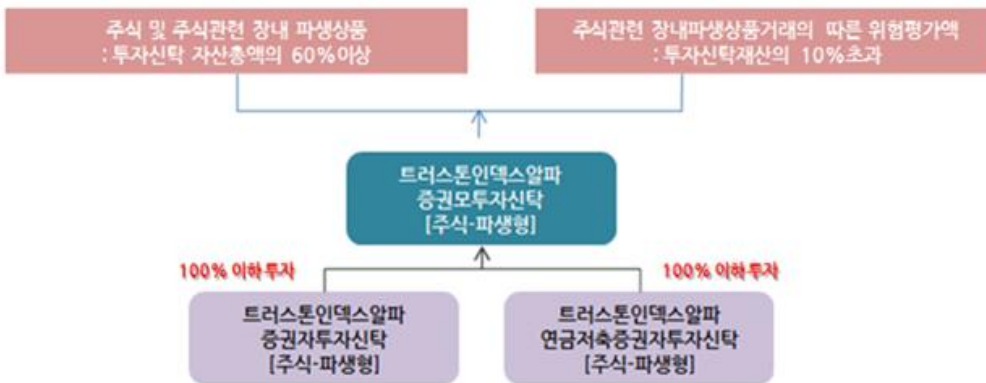 주식 및 주식관련 장내 파생상품
: 투자신탁 자산총액의 60%이상
주식관련 장내파생상품거래의 따른 위험평가액
: 투자신탁재산의 10%초과
트러스톤인덱스알파
증권모투자신탁
[주식-파생형]
100% 이하 투자
100% 이하 투자
트러스톤인덱스알파
증권자투자신탁
[주식-파생형]
트러스톤인덱스알파
연금저축증권자투자신탁
[주식-파생형]